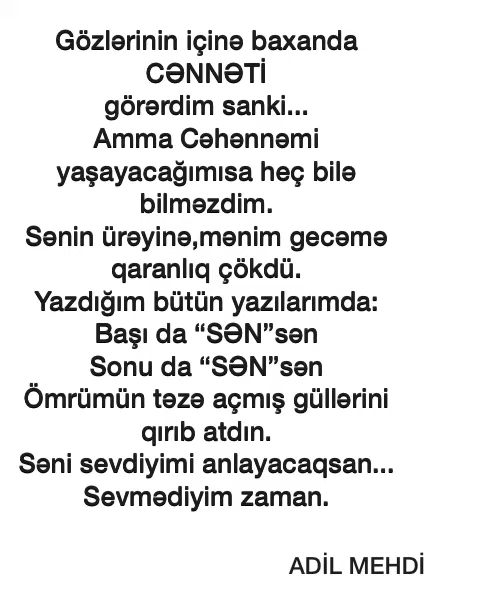 Gözlərinin içinə baxanda
CƏNNƏTİ
görərdim sanki...
Amma Cəhənnəmi
yaşayacağımısa heç bilə
bilməzdim.
Sənin ürəyinə,mənim gecəmə
qaranlıq çökdü.
Yazdığım bütün yazılarımda:
Başı da “SƏN”sən
Sonu da “SƏN”sən
Ömrümün təzə açmış güllərini
qırıb atdın.
Səni sevdiyimi anlayacaqsan...
Sevmədiyim zaman.
ADİL MEHDİ